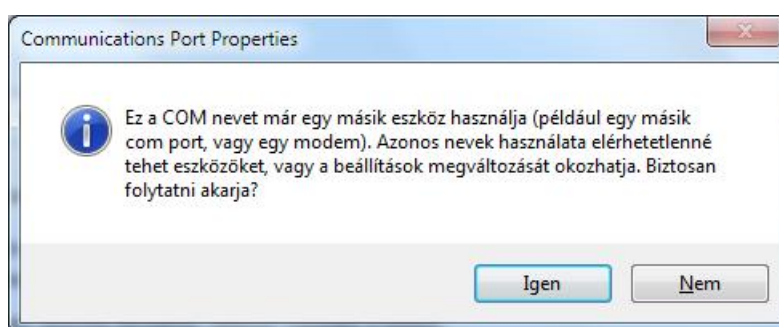 Communications Port Properties
Ez a COM nevet már egy másik eszköz használja (például egy másik
com port, vagy egy modem). Azonos nevek használata elérhetetlenné
tehet eszközöket, vagy a beállítások megváltozását okozhatja. Biztosan
folytatni akarja?
Igen
Nem